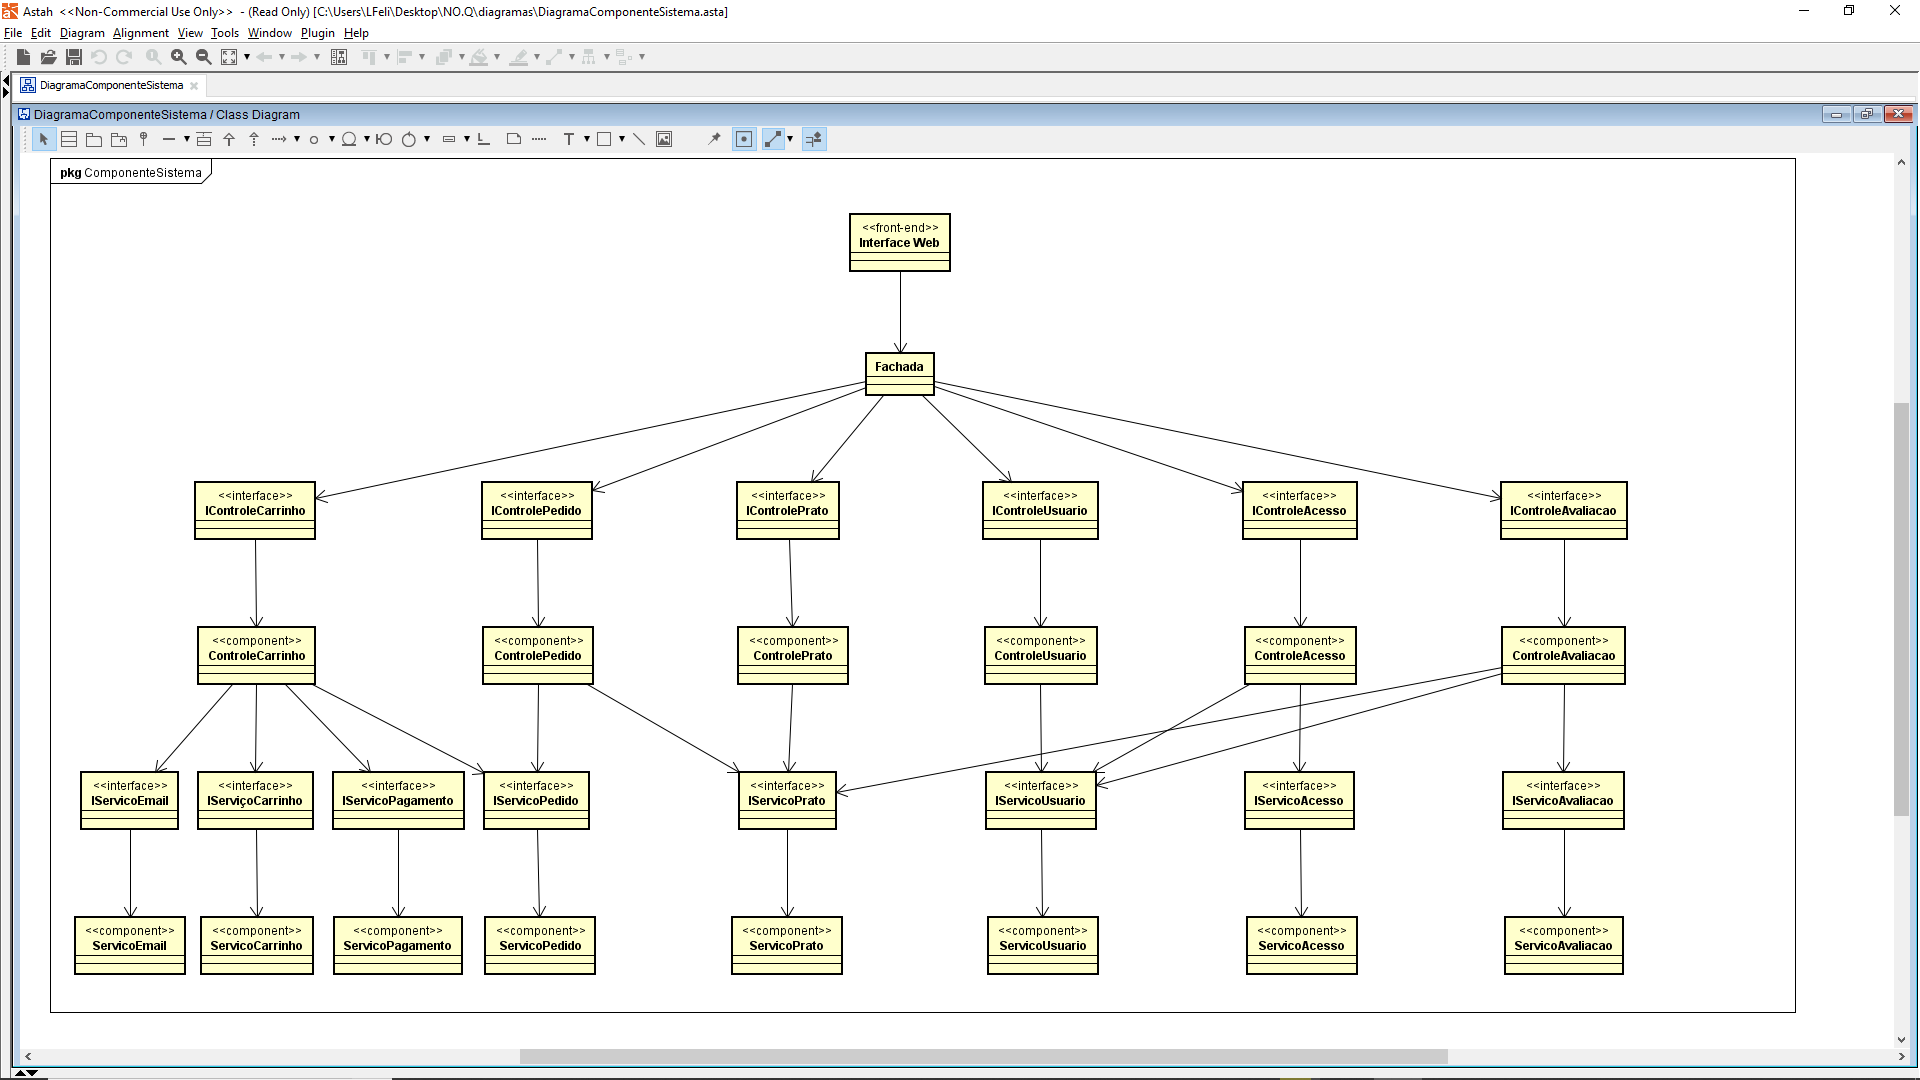 Astah <<Non-Commercial Use Only>> - (Read Only) [C:\Users\LFeli\Desktop\NO.Q\diagramas\DiagramaComponenteSistema.asta]
File Edit Diagram Alignment View Tools Window Plugin Help
DiagramaComponenteSistema
DiagramaComponenteSistema / Class Diagram
T
pkg ComponenteSistema
<<front-end>>
Interface Web
Fachada
<<interface>> <<interface>> <<interface>> <<interface>> <<interface>> <<interface>>
IControleCarrinho IControlePedido IControlePrato IControleUsuario IControleAcesso IControleAvaliacao
<<component>> <<component>> <<component>> <<component>> <<component>> <<component>>
ControleCarrinho ControlePedido ControlePrato ControleUsuario ControleAcesso ControleAvaliacao
<<interface>> <<interface>> <<interface>> <<interface>> <<interface>> <<interface>> <<interface>> <<interface>>
IServicoEmail IServiçoCarrinho IServicoPagamento IServicoPedido IServicoPrato IServicoUsuario IServicoAcesso IServicoAvaliacao
<<component>> <<component>> <<component>> <<component>> <<component>> <<component>> <<component>> <<component>>
ServicoEmail ServicoCarrinho ServicoPagamento ServicoPedido ServicoPrato ServicoUsuario ServicoAcesso ServicoAvaliacao